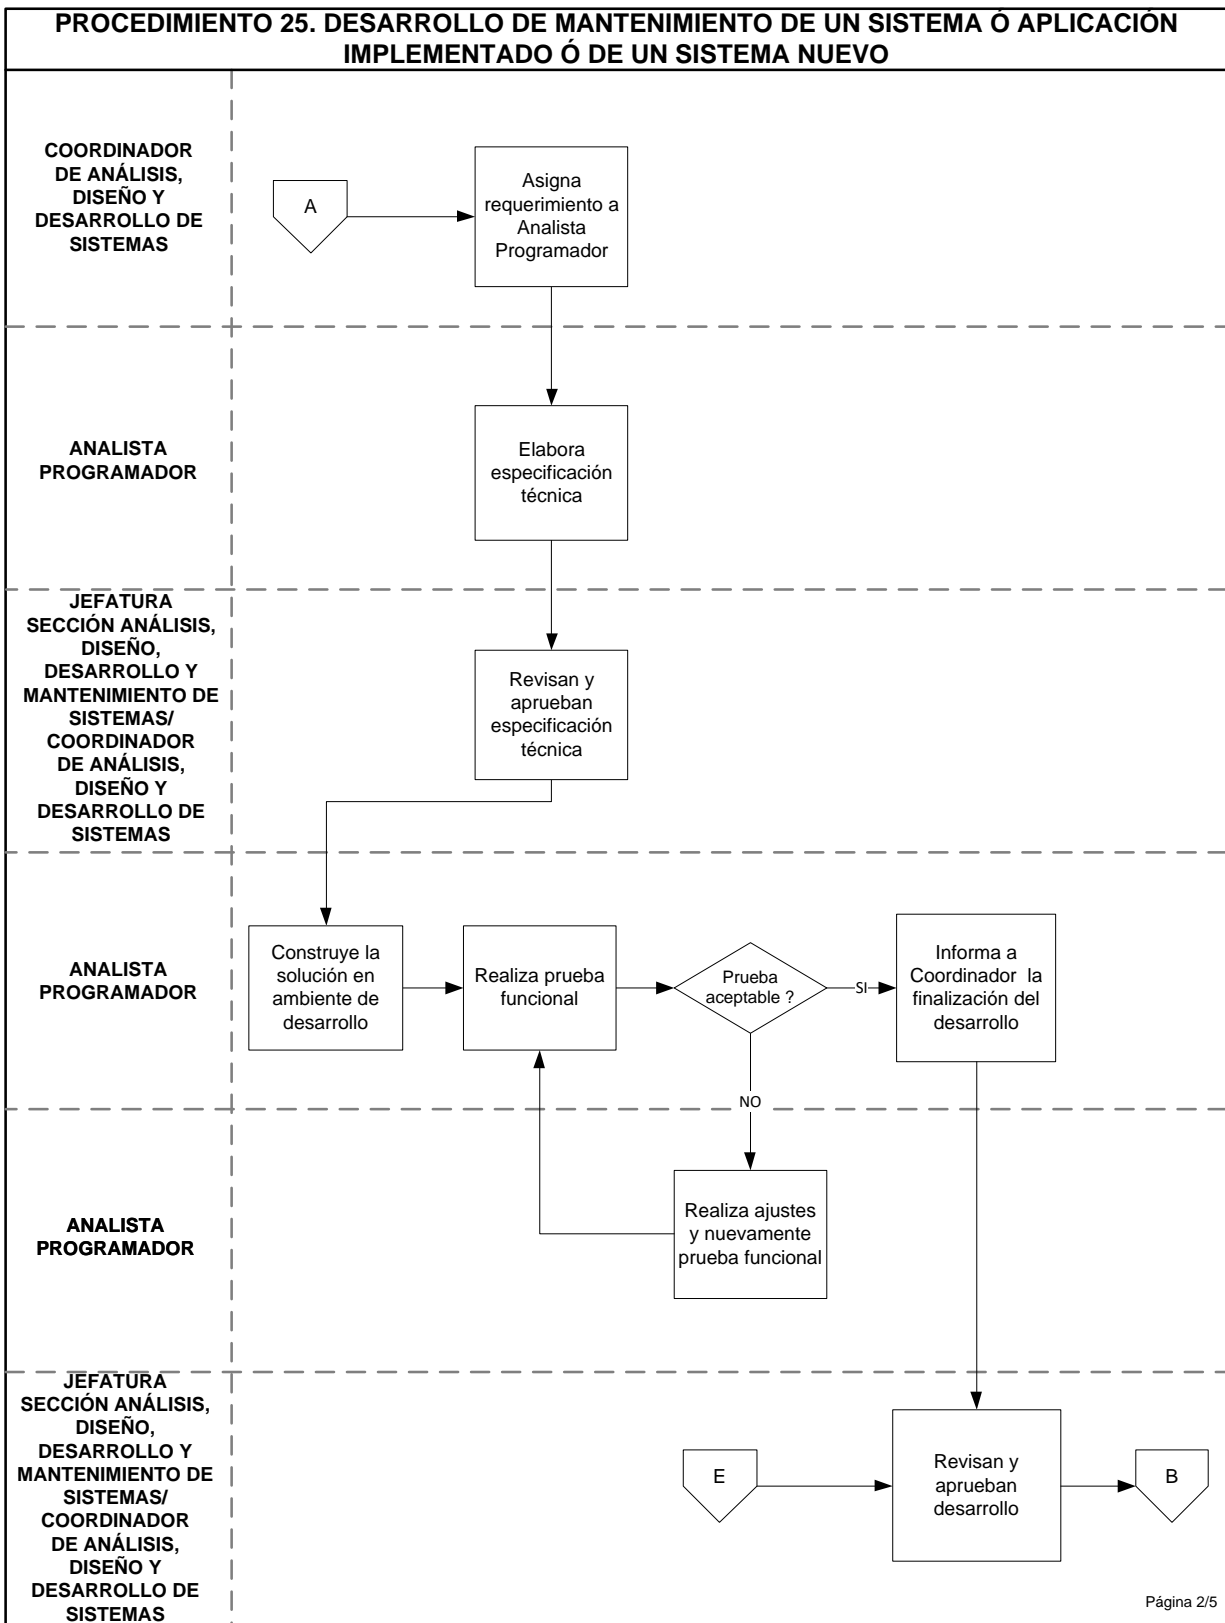 PROCEDIMIENTO 25. DESARROLLO DE MANTENIMIENTO DE UN SISTEMA Ó APLICACIÓN
IMPLEMENTADO Ó DE UN SISTEMA NUEVO
COORDINADOR
DE ANÁLISIS,
DISEÑO Y
DESARROLLO DE
SISTEMAS
A
Asigna
requerimiento a
Analista
Programador
ANALISTA
PROGRAMADOR
Elabora
especificación
técnica
JEFATURA
SECCIÓN ANÁLISIS,
DISEÑO,
DESARROLLO Y
MANTENIMIENTO DE
SISTEMAS/
COORDINADOR
DE ANÁLISIS,
DISEÑO Y
DESARROLLO DE
SISTEMAS
Revisan y
aprueban
especificación
técnica
ANALISTA
PROGRAMADOR
Construye la
solución en
ambiente de
desarrollo
Realiza prueba
funcional
Prueba
aceptable ?
SI
Informa a
Coordinador la
finalización del
desarrollo
NO
ANALISTA
PROGRAMADOR
Realiza ajustes
y nuevamente
prueba funcional
JEFATURA
SECCIÓN ANÁLISIS,
DISEÑO,
DESARROLLO Y
MANTENIMIENTO DE
SISTEMAS/
COORDINADOR
DE ANÁLISIS,
DISEÑO Y
DESARROLLO DE
SISTEMAS
E
Revisan y
aprueban
desarrollo
B
Página 2/5